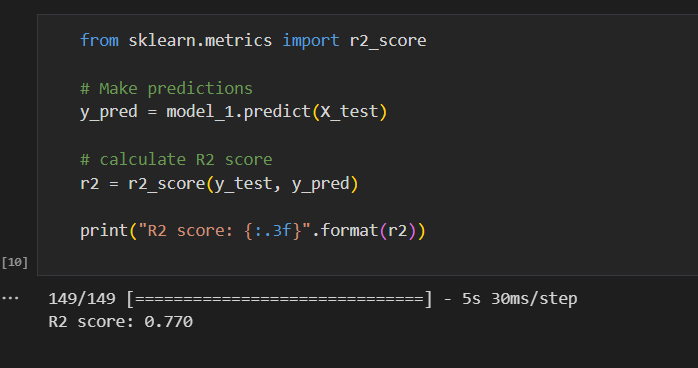 from sklearn.metrics import r2_score
# Make predictions
y_pred = model_1.predict(X_test)
# calculate R2 score
r2 = r2_score(y_test, y_pred)
print("R2 score: {:.3f}".format(r2))
[10]
... 149/149 [==============================] - 5s 30ms/step
R2 score: 0.770